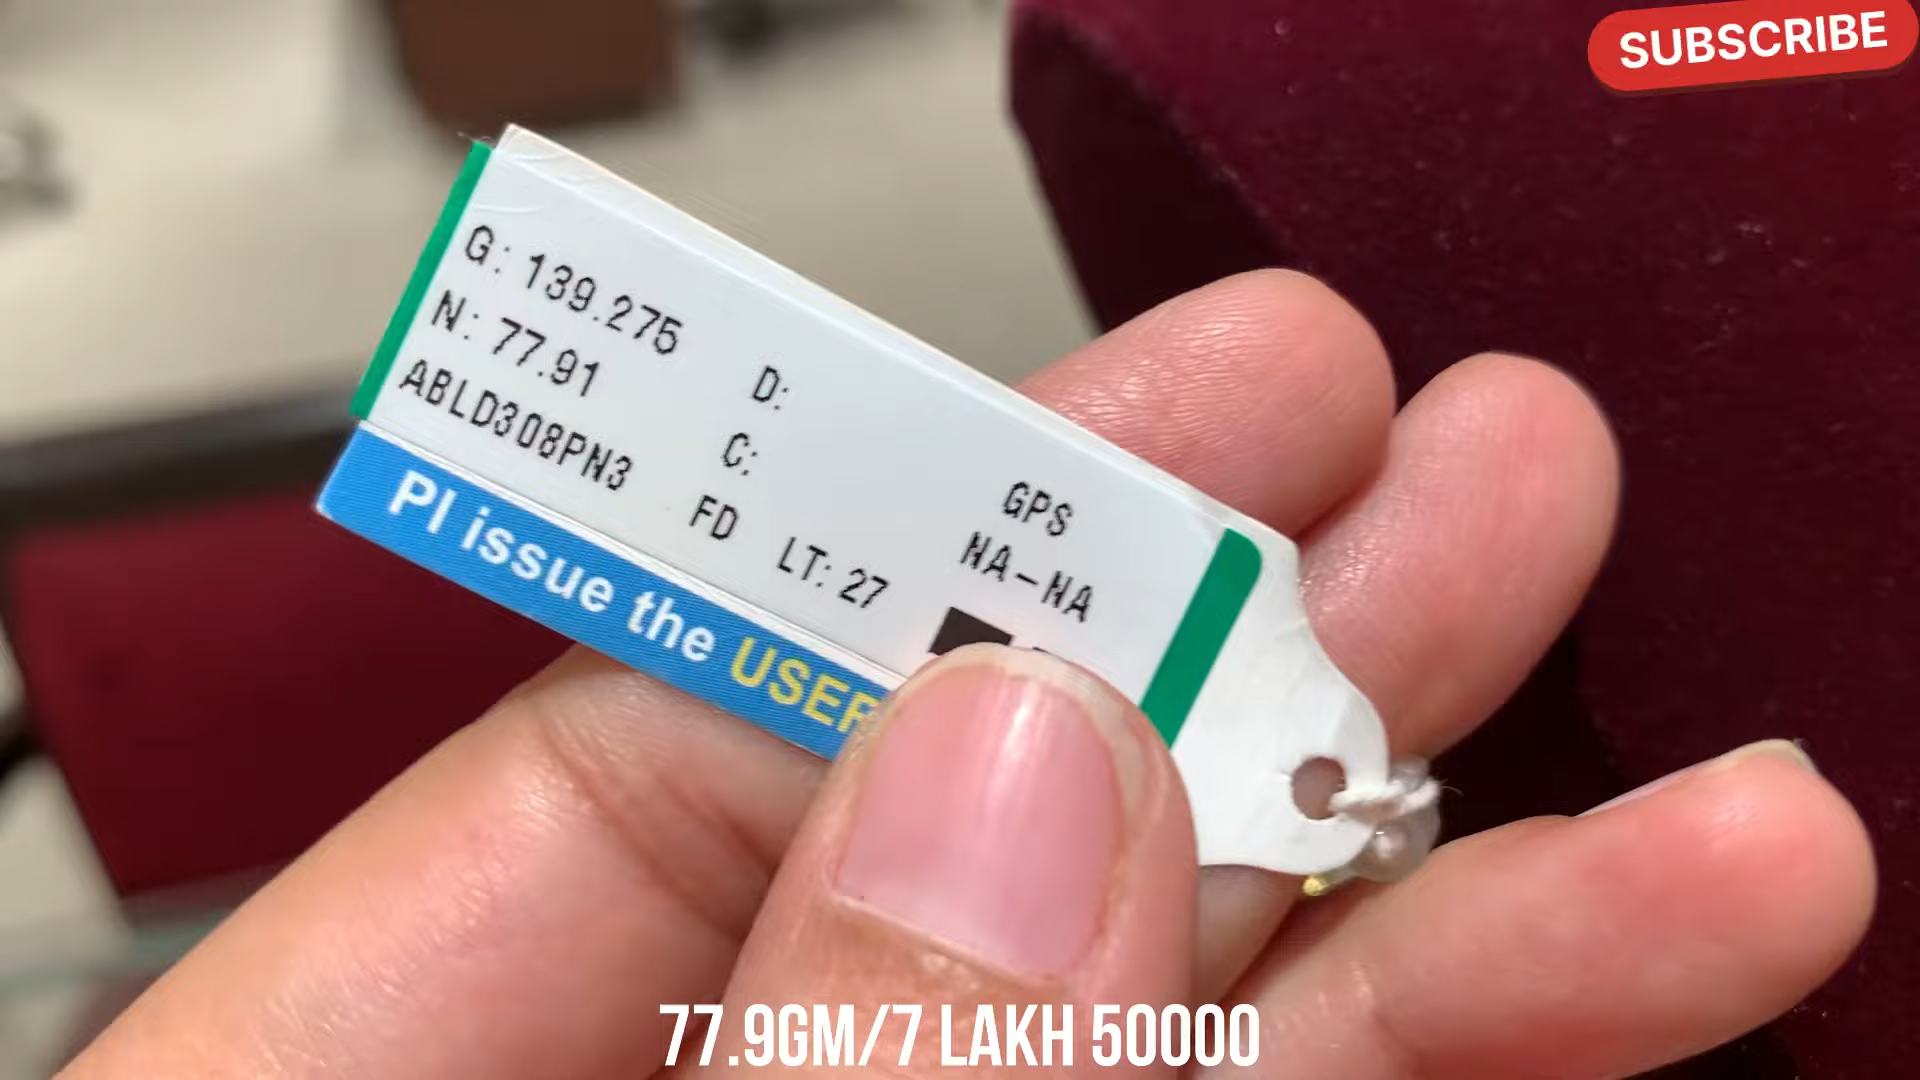 SUBSCRIBE
G: 139.275 D:
N: 77.91 C: GPS
ABLD308PN3 FD LT: 27 NA-NA
PI issue the USER
77.9GM/7 LAKH 50000